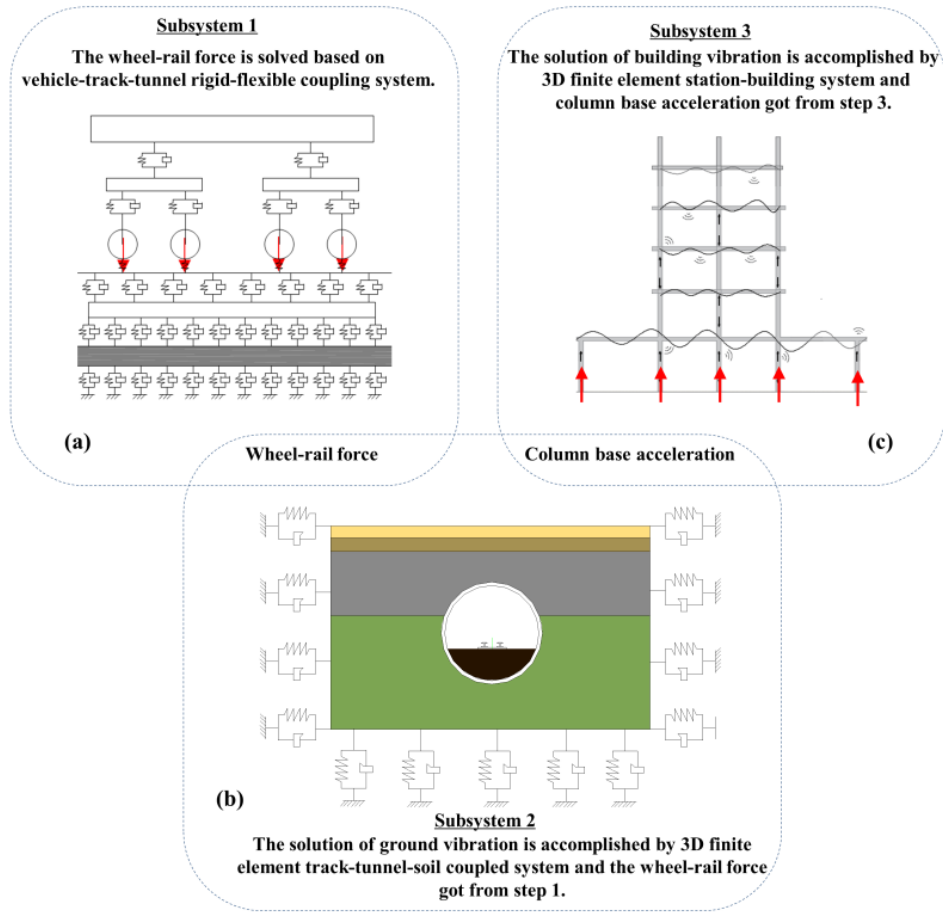 Subsystem 1
The wheel-rail force is solved based on
vehicle-track-tunnel rigid-flexible coupling system.
(a)
Subsystem 3
The solution of building vibration is accomplished by
3D finite element station-building system and
column base acceleration got from step 3.
(c)
Wheel-rail force
Column base acceleration
(b)
Subsystem 2
The solution of ground vibration is accomplished by 3D finite
element track-tunnel-soil coupled system and the wheel-rail force
got from step 1.